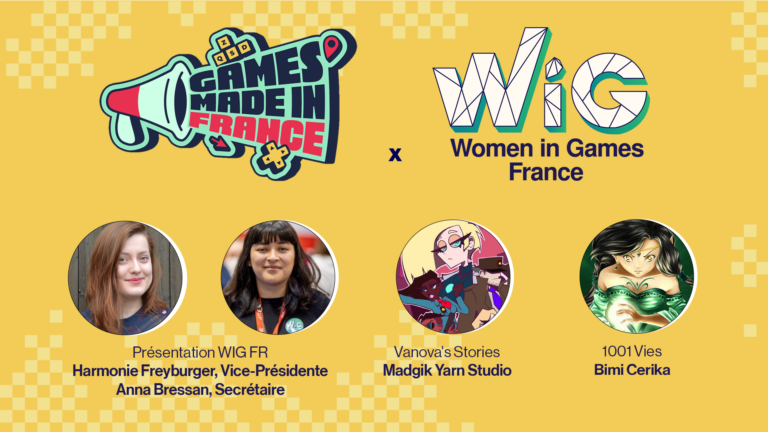 Z
Q S D
GAMES
MADE IN
FRANCE
x
WiG
Women in Games
France
Présentation WIG FR
Harmonie Freyburger, Vice-Présidente
Anna Bressan, Secrétaire
Vanova's Stories
Madgik Yarn Studio
1001 Vies
Bimi Cerika